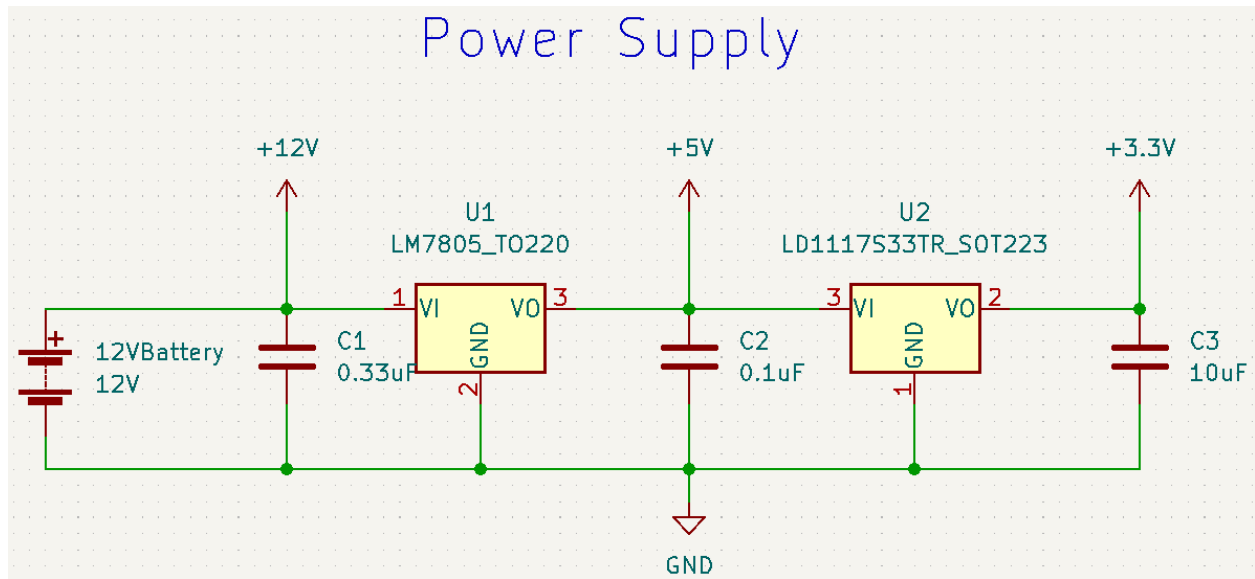 Power Supply
+12V
+5V
+3.3V
U1
LM7805_TO220
U2
LD1117S33TR_SOT223
1
VI
VO
3
GND
2
3
VI
VO
2
GND
1
+
12VBattery
12V
C1
0.33uF
C2
0.1uF
C3
10uF
GND